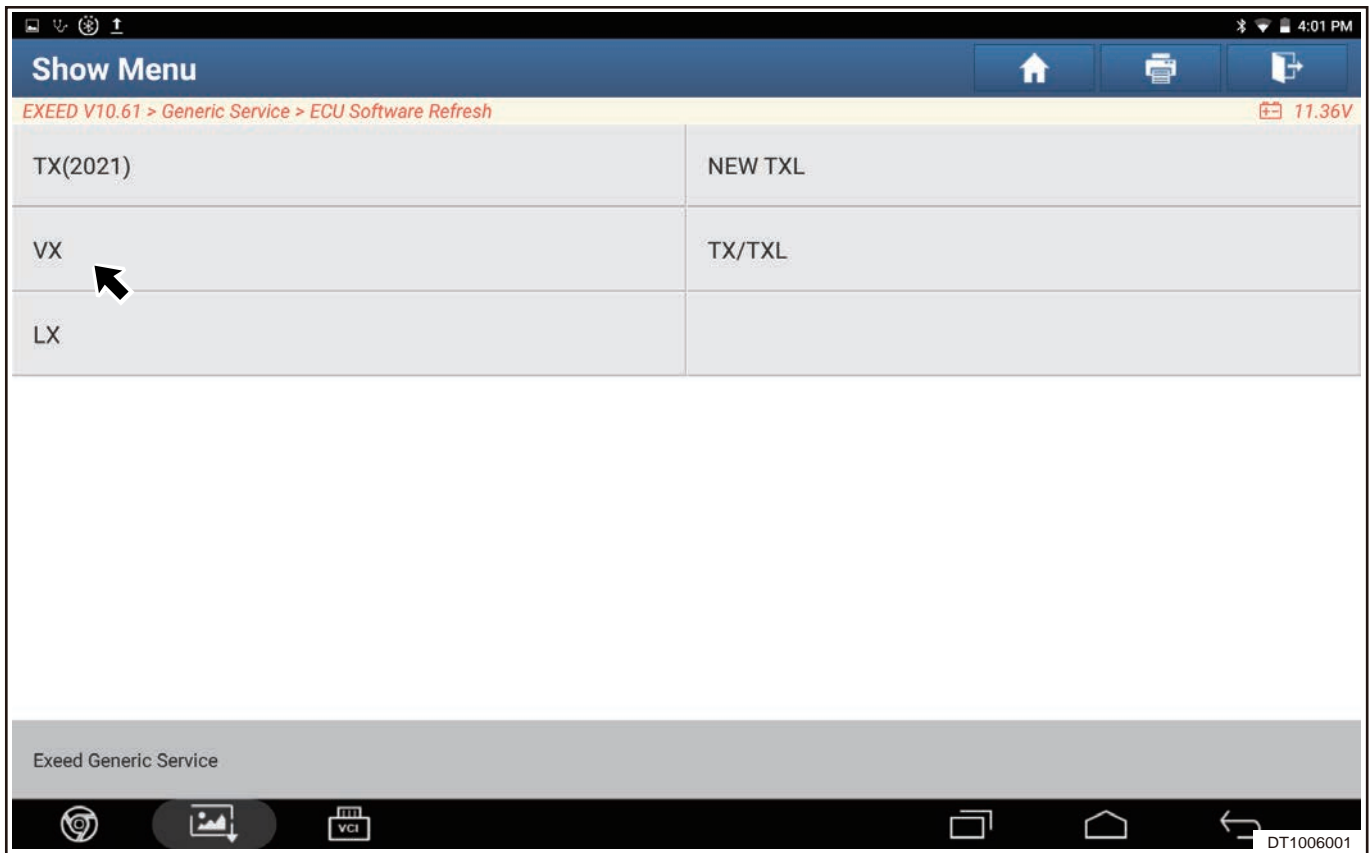 4:01 PM
Show Menu
EXEED V10.61 > Generic Service > ECU Software Refresh
11.36V
TX(2021)
NEW TXL
VX
TX/TXL
LX
Exeed Generic Service
VCI
DT1006001